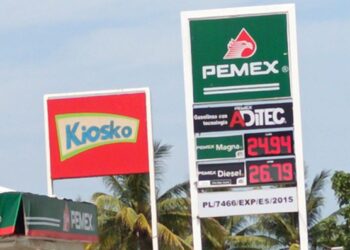 Kiosko
PEMEX®
PEMEX
Gasolinas con
tecnología
ADITEC
PEMEX Magna
24.94
PEMEX Diesel
26.79
PL/7466/EXP/ES/2015
PEMEX